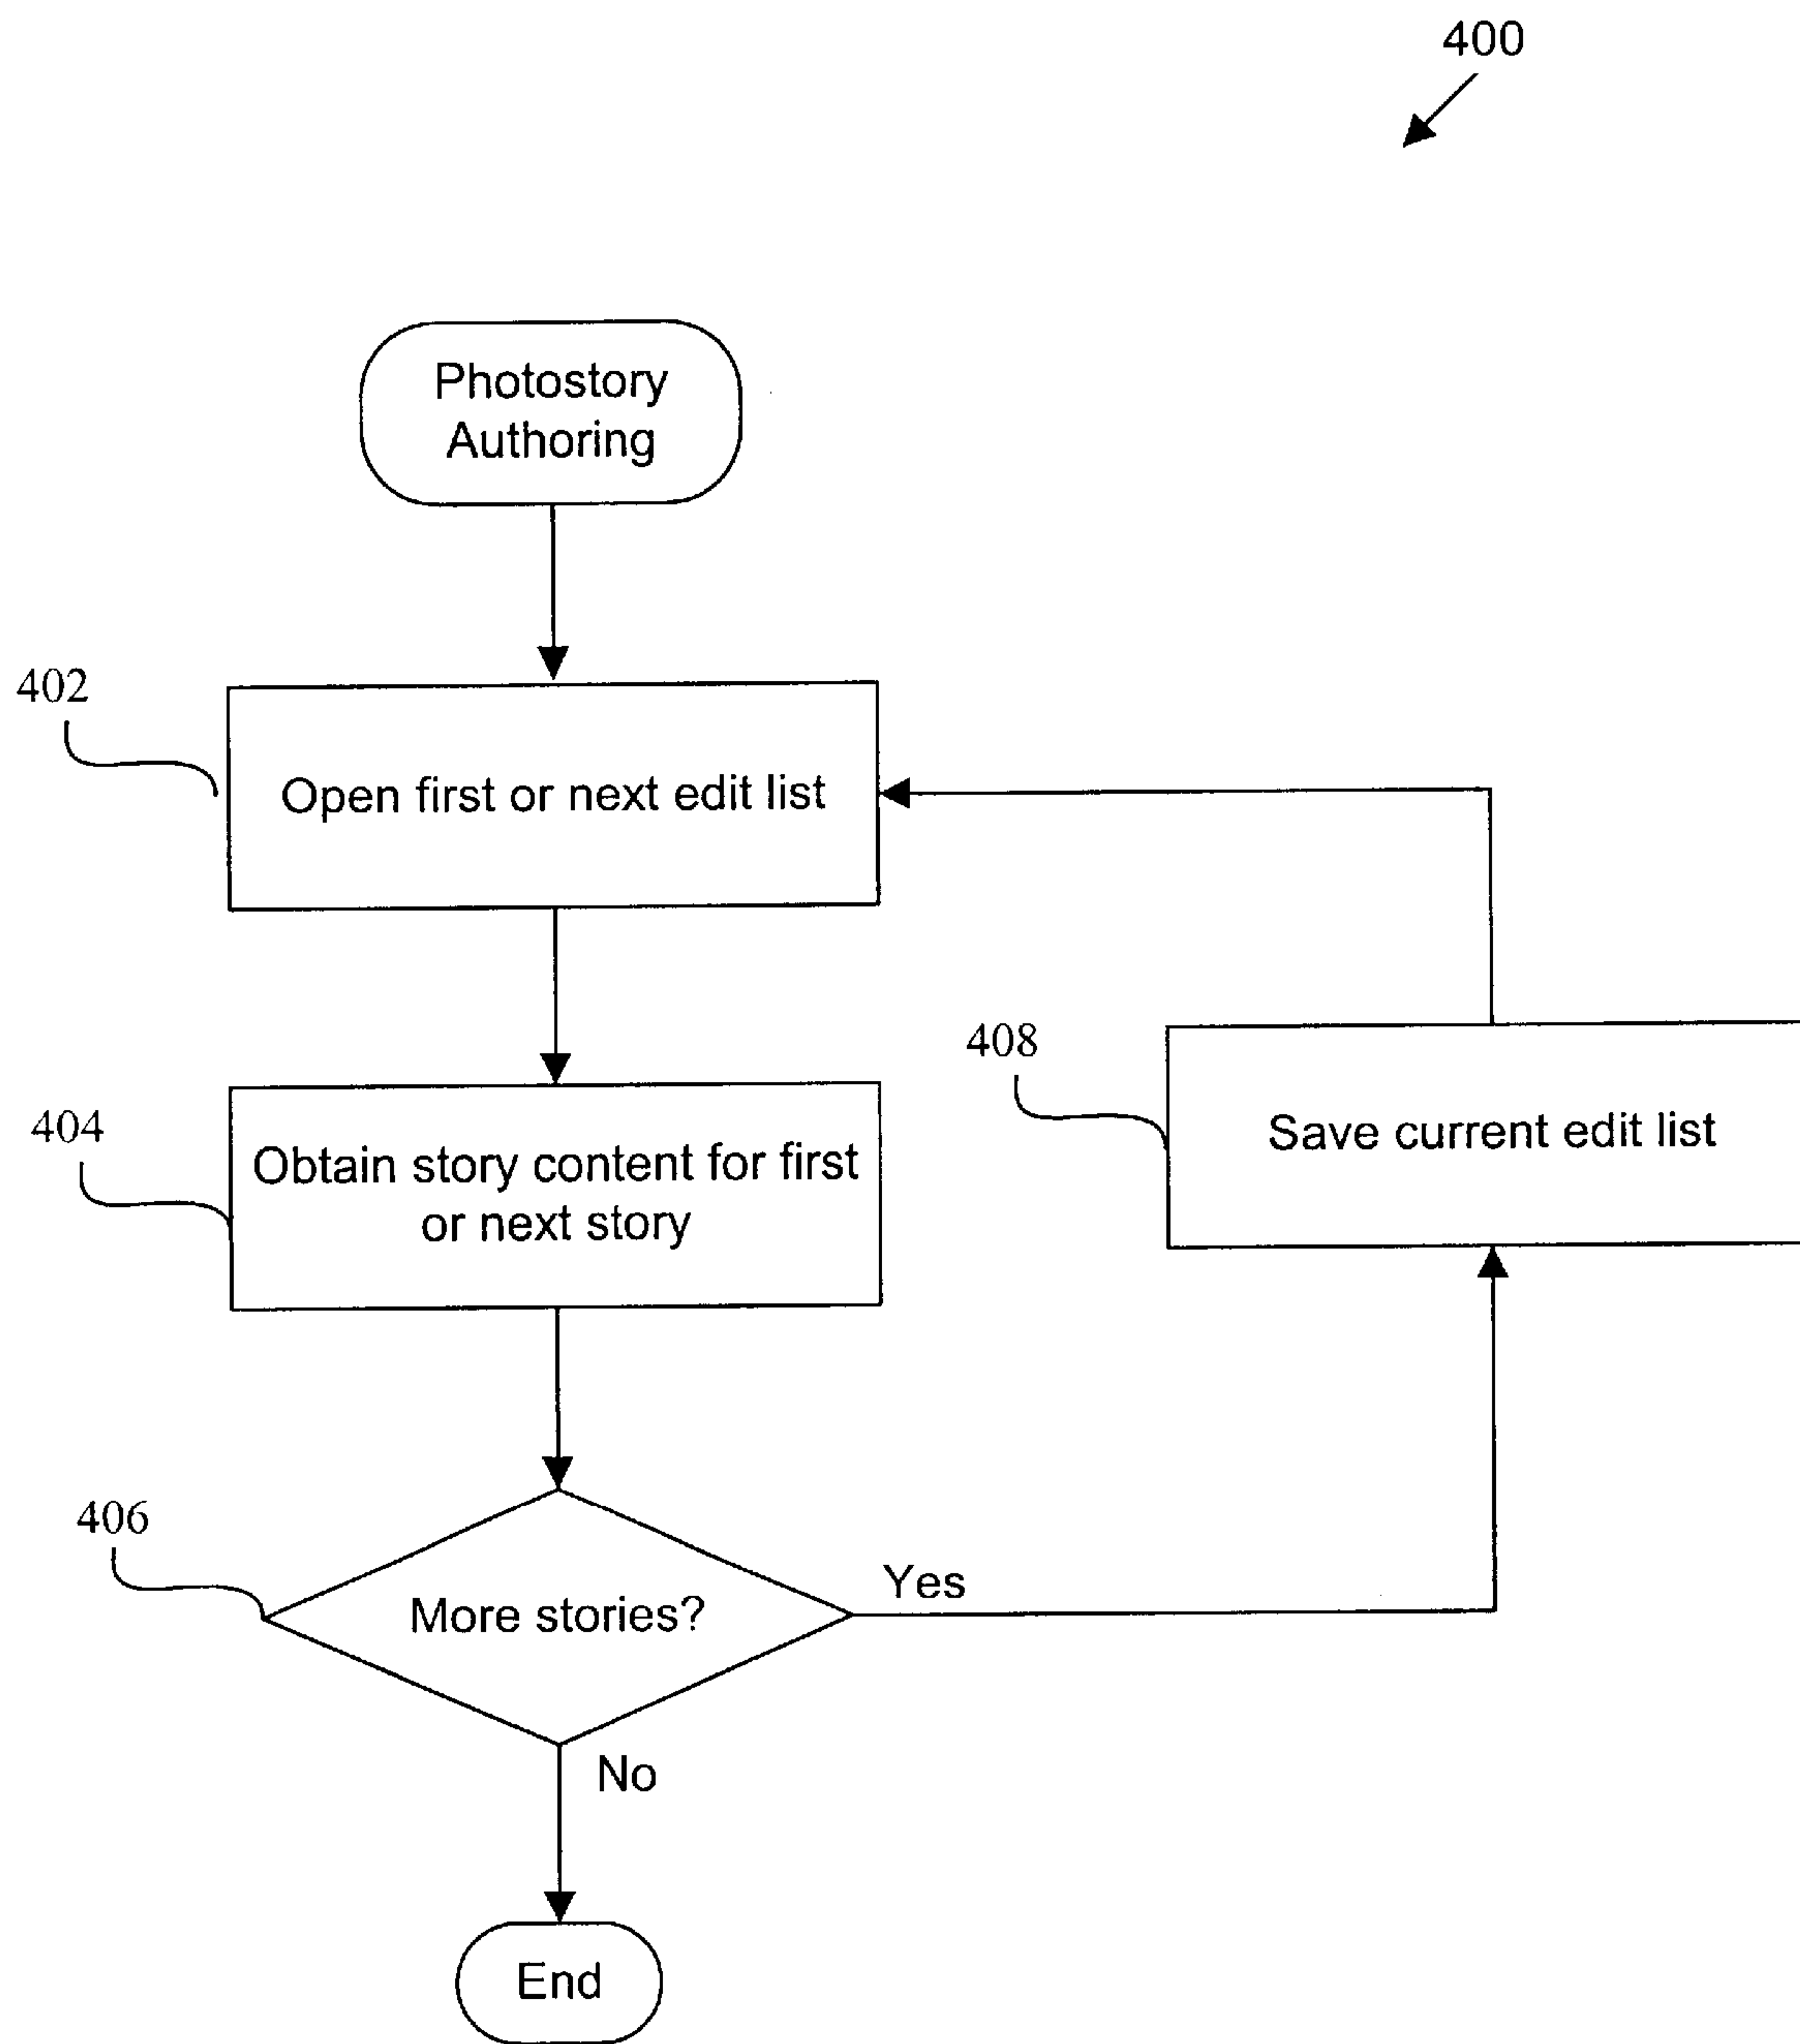 400
Photostory
Authoring
402
Open first or next edit list
404
Obtain story content for first
or next story
408
Save current edit list
406
More stories?
Yes
No
End